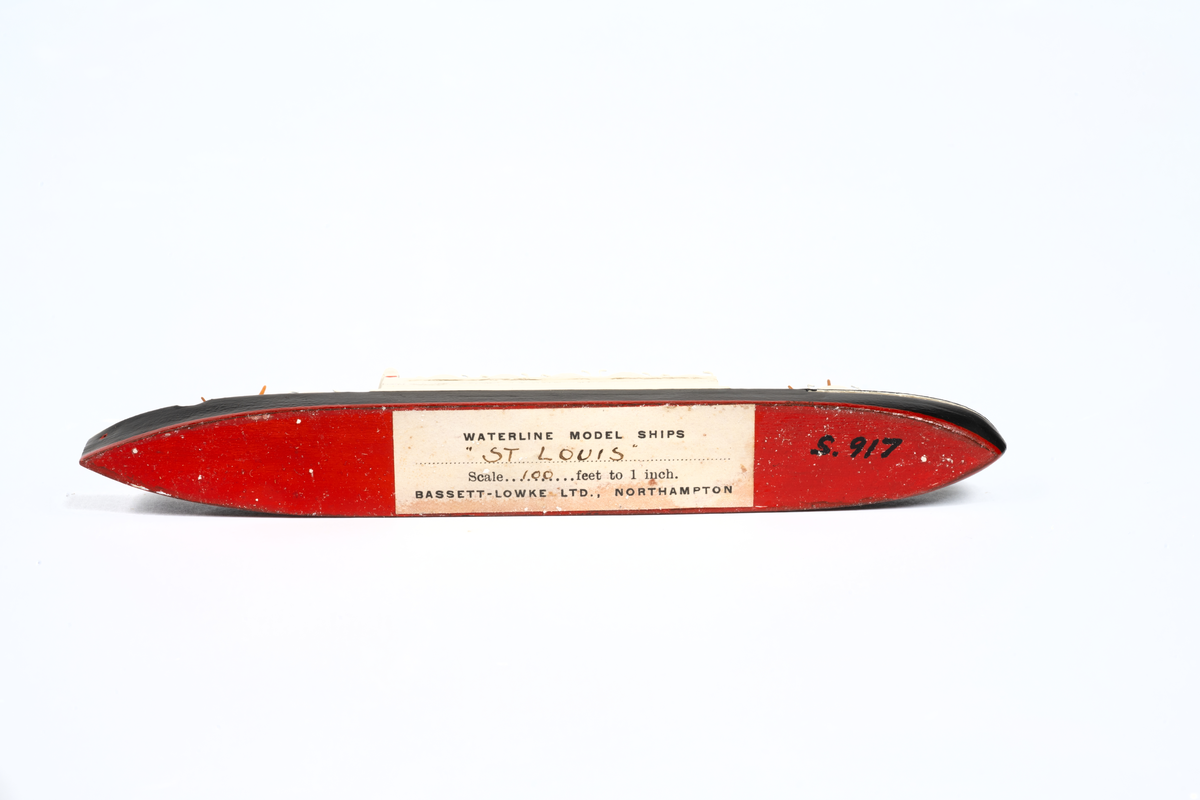 WATERLINE MODEL SHIPS
"ST LOUIS"
Scale..100...feet to 1 inch.
BASSETT-LOWKE LTD., NORTHAMPTON
S. 917